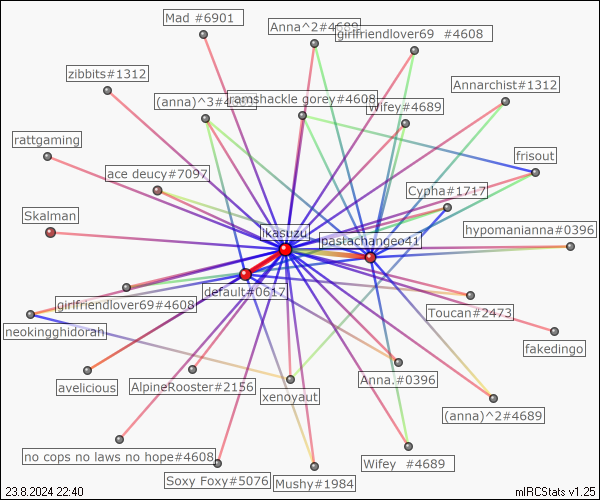 Mad #6901
Anna^2#4689
girlfriendlover69 #4608
zibbits#1312
Annarchist#1312
(anna)^3#4689
ramshackle gorey#4608
Wifey#4689
rattgaming
frisout
ace deucy#7097
Cypha#1717
Skalman
hypomanianna#0396
ikasuzu
pastachangeo41
default#0617
girlfriendlover69#4608
Toucan#2473
neokingghidorah
fakedingo
avelicious
AlpineRooster#2156
xenoyaut
Anna.#0396
(anna)^2#4689
no cops no laws no hope#4608
Wifey #4689
Soxy Foxy#5076
Mushy#1984
23.8.2024 22:40
mIRCStats v1.25